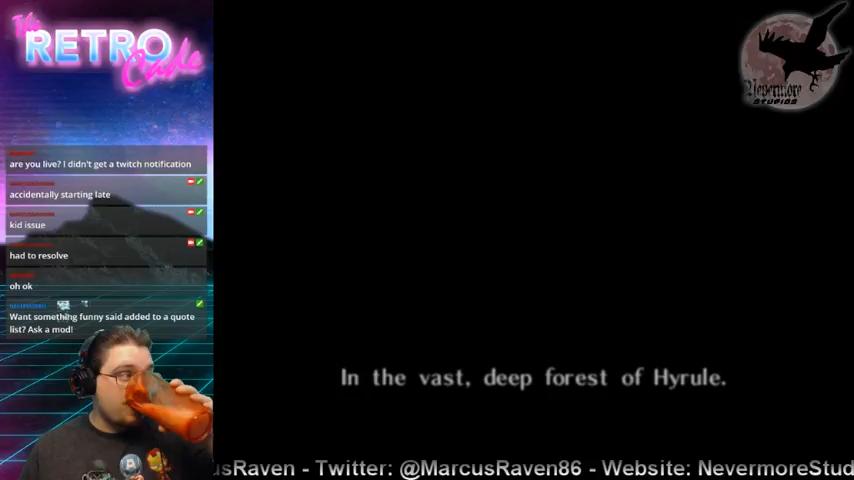 The
RETRO
Code
Nevermore
STUDIOS
are you live? I didn't get a twitch notification
accidentally starting late
kid issue
had to resolve
oh ok
Want something funny said added to a quote
list? Ask a mod!
In the vast, deep forest of Hyrule.
usRaven - Twitter: @MarcusRaven86 - Website: NevermoreStud